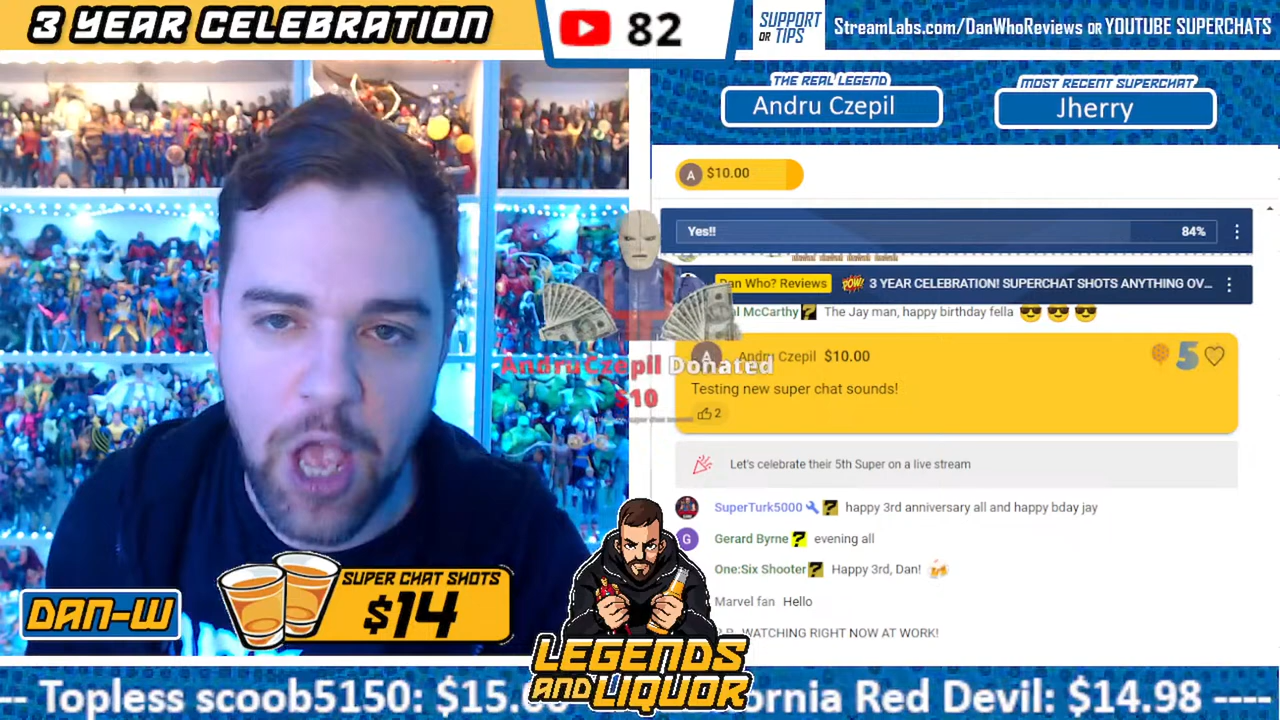 3 YEAR CELEBRATION
82
SUPPORT
OR TIPS
StreamLabs.com/DanWhoReviews OR YOUTUBE SUPERCHATS
THE REAL LEGEND
Andru Czepil
MOST RECENT SUPERCHAT
Jherry
A $10.00
Yes!! 84%
Dan Who? Reviews POW! 3 YEAR CELEBRATION! SUPERCHAT SHOTS ANYTHING OV...
McCarthy ? The Jay man, happy birthday fella
A Andru Czepil $10.00 5
Testing new super chat sounds!
2
AndruCzepil Donated
$10
Let's celebrate their 5th Super on a live stream
SuperTurk5000 ? happy 3rd anniversary all and happy bday jay
G Gerard Byrne ? evening all
One:Six Shooter ? Happy 3rd, Dan!
Marvel fan Hello
WATCHING RIGHT NOW AT WORK!
DAN-W
SUPER CHAT SHOTS
$14
LEGENDS
AND LIQUOR
-- Topless scoob5150: $15. ornia Red Devil: $14.98 ----